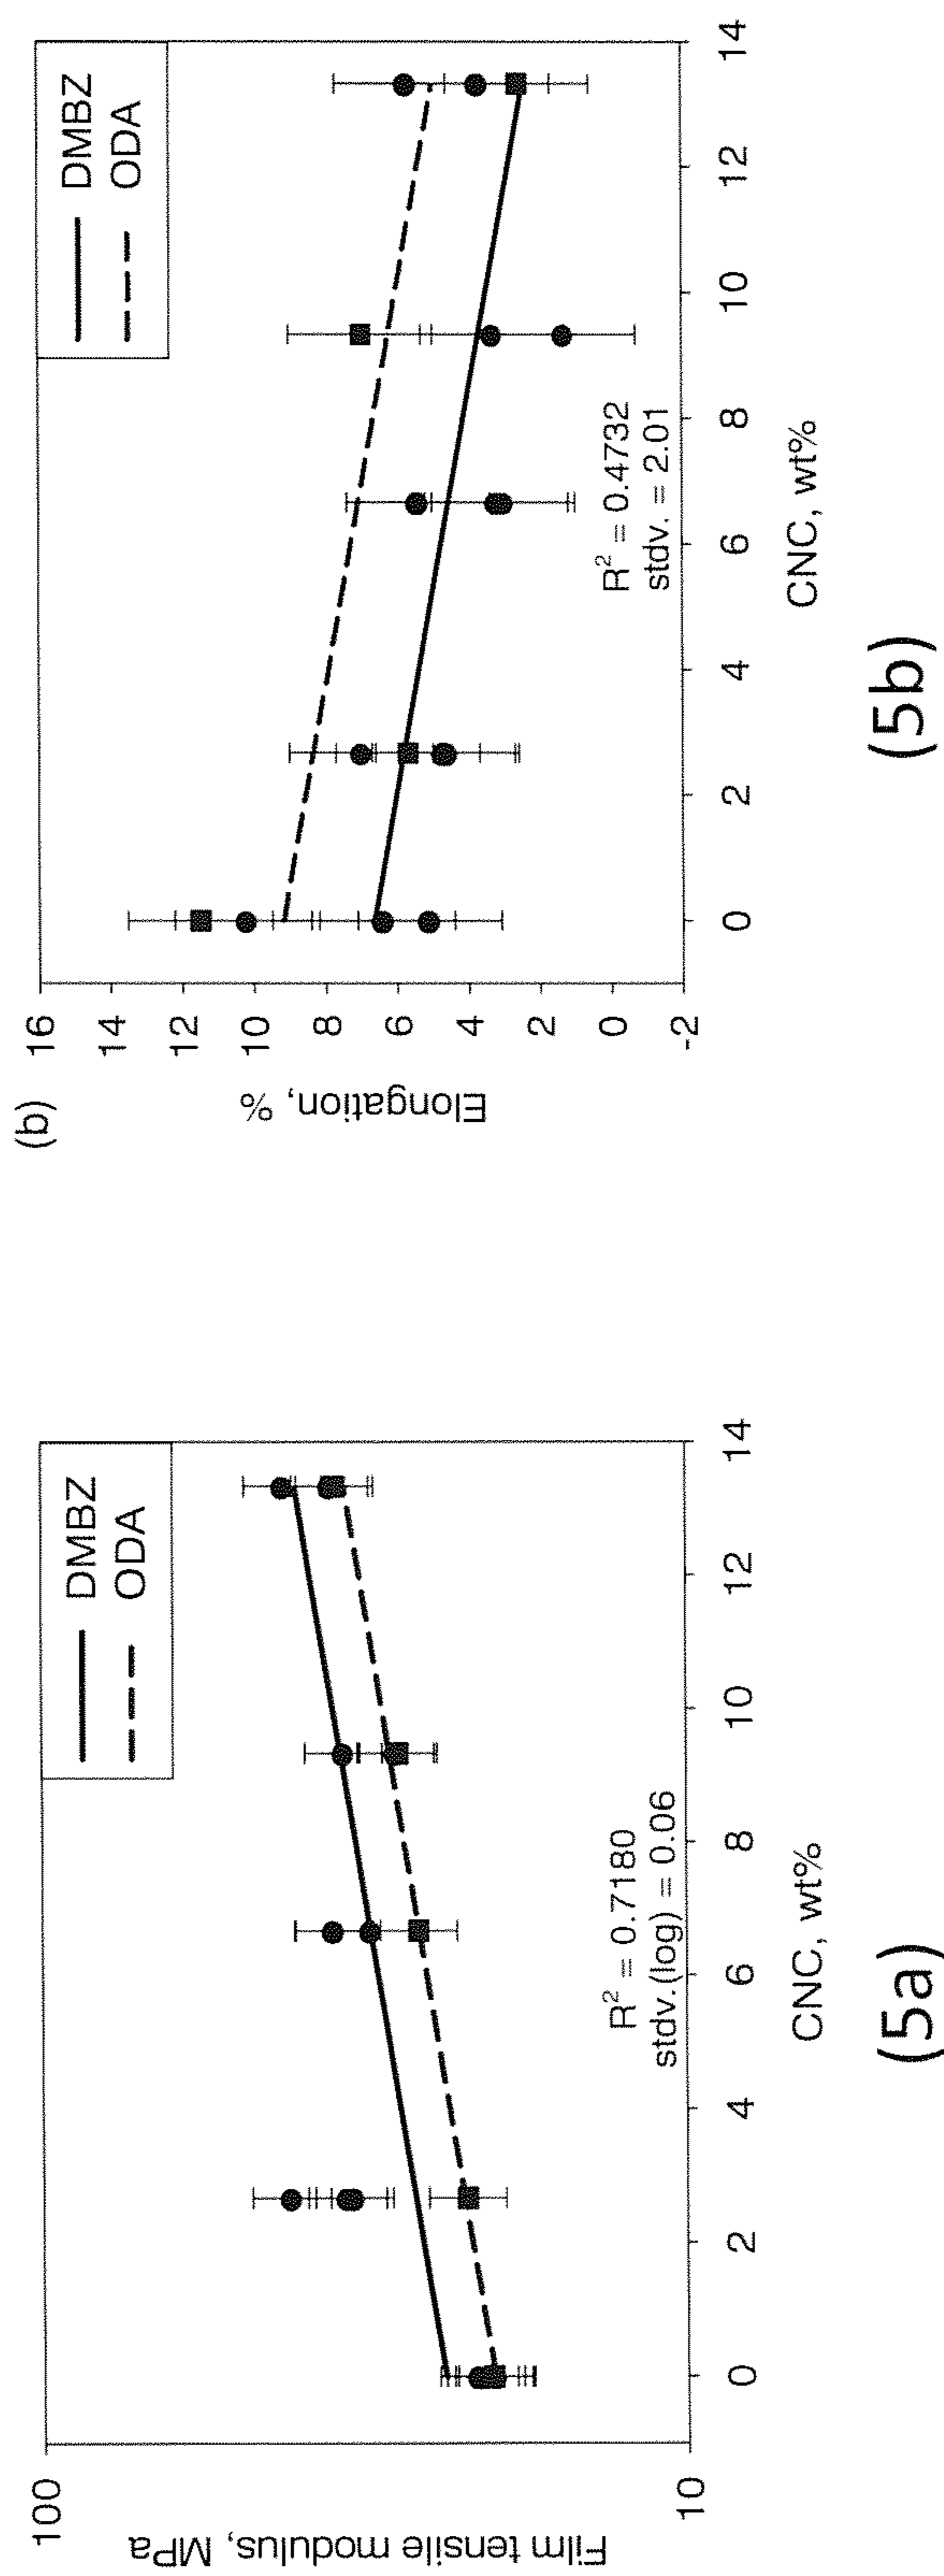 100
10
Film tensile modulus, MPa
DMBZ
ODA
R² = 0.7180
stdv.(log) = 0.06
0
2
4
6
8
10
12
14
CNC, wt%
(5a)
(b)
16
14
12
10
8
6
4
2
0
-2
Elongation, %
DMBZ
ODA
R² = 0.4732
stdv. = 2.01
0
2
4
6
8
10
12
14
CNC, wt%
(5b)